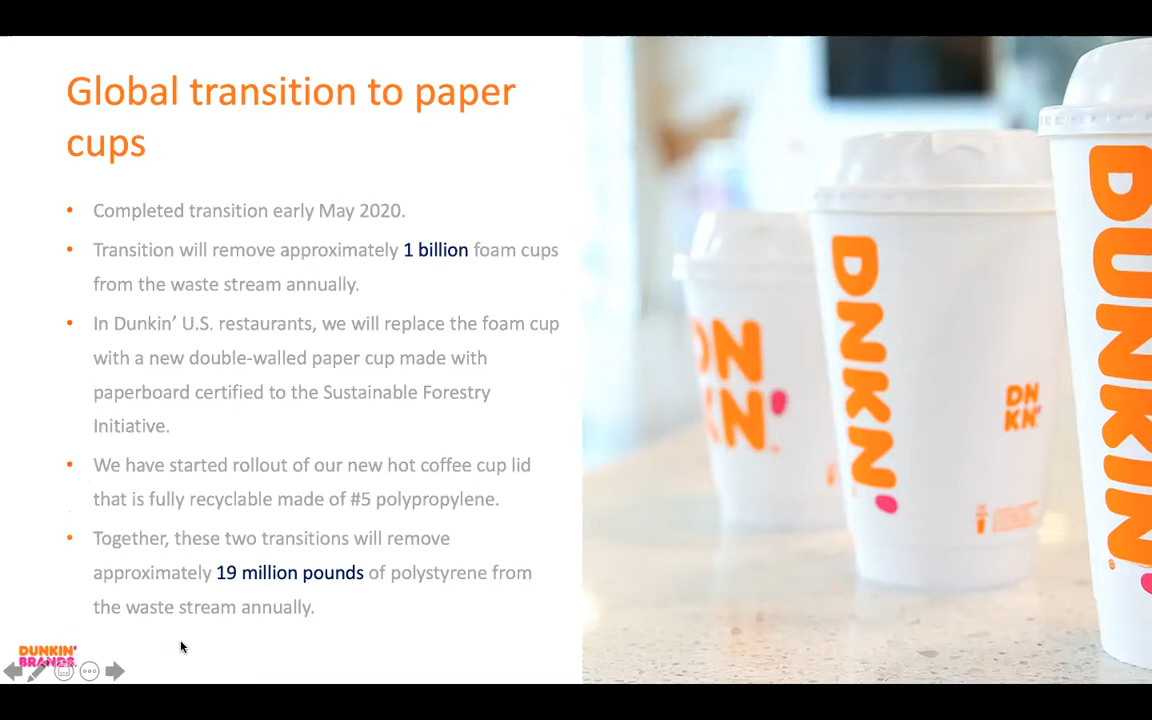 Global transition to paper
cups
• Completed transition early May 2020.
• Transition will remove approximately 1 billion foam cups
from the waste stream annually.
• In Dunkin’ U.S. restaurants, we will replace the foam cup
with a new double-walled paper cup made with
paperboard certified to the Sustainable Forestry
Initiative.
• We have started rollout of our new hot coffee cup lid
that is fully recyclable made of #5 polypropylene.
• Together, these two transitions will remove
approximately 19 million pounds of polystyrene from
the waste stream annually.
DUNKIN’
BRANDS
DNKN’
DN
KN’
DUNKIN’